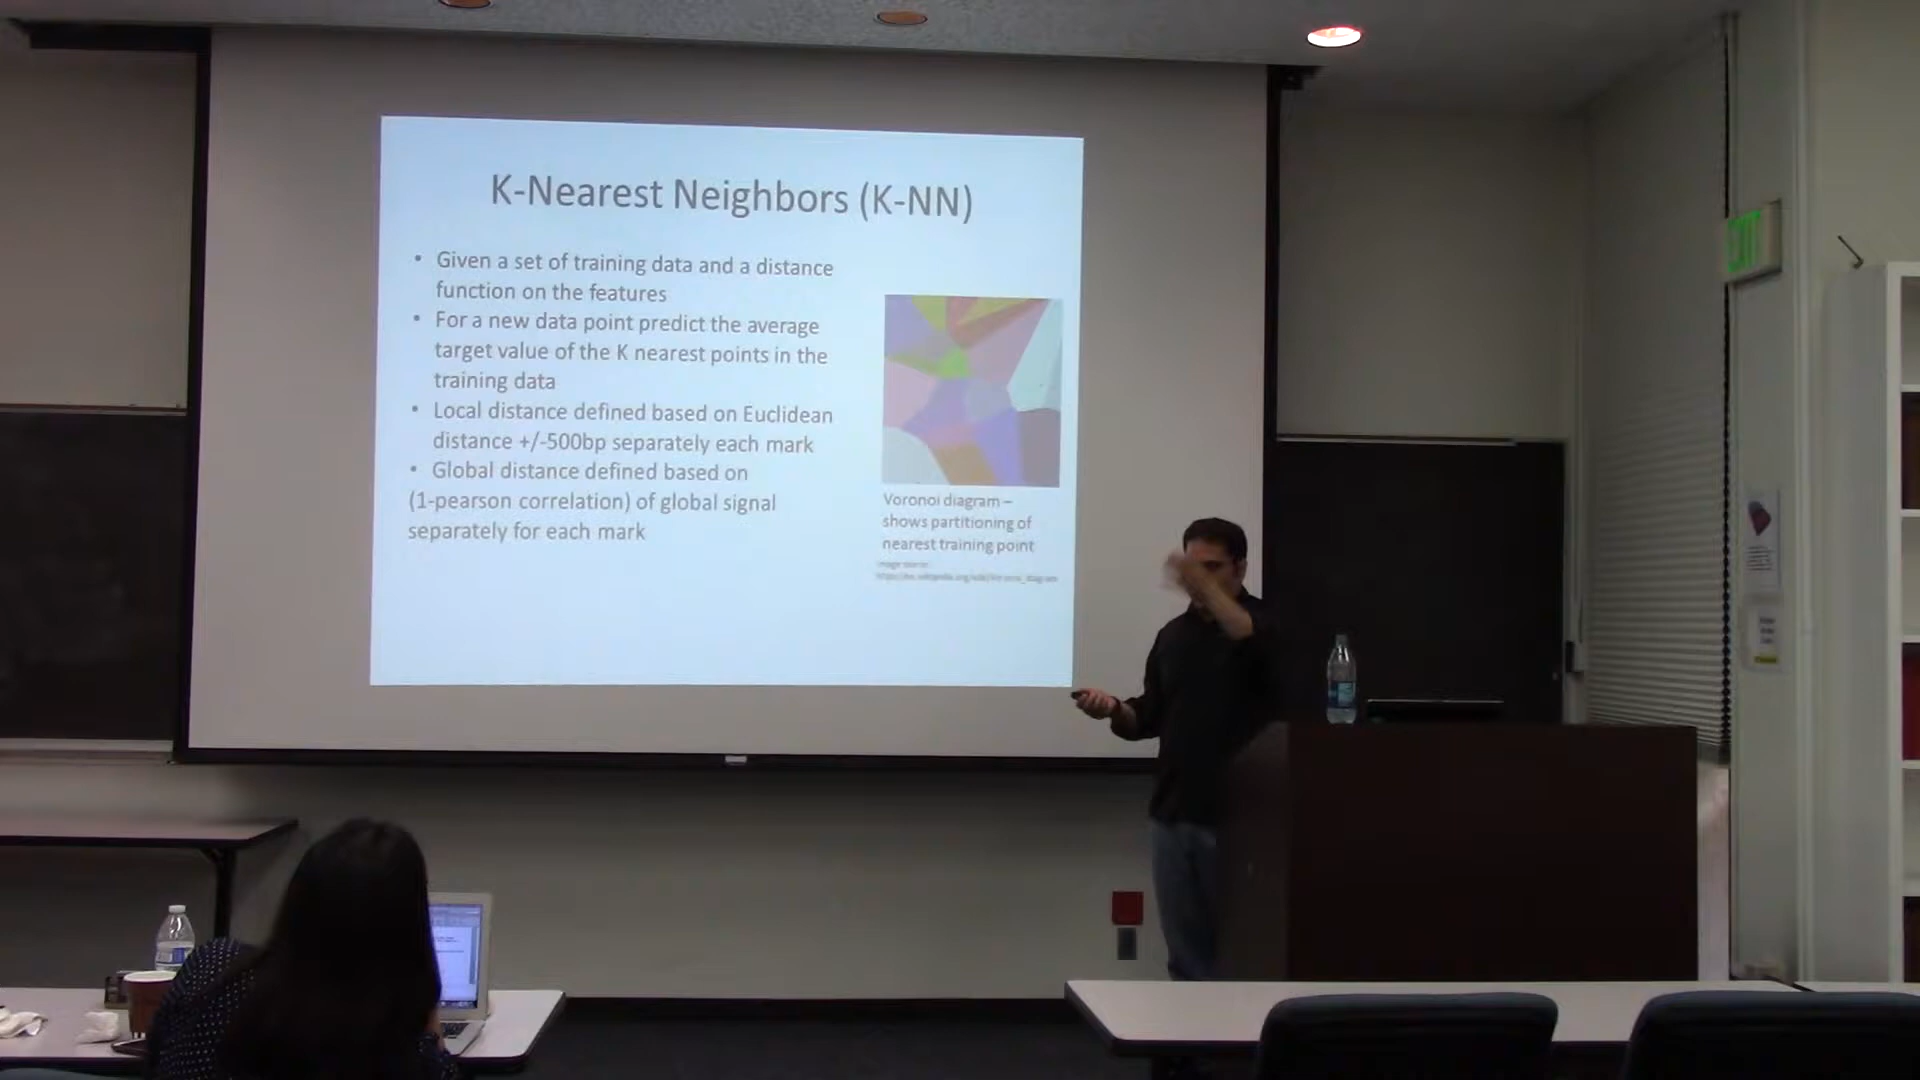 K-Nearest Neighbors (K-NN)
• Given a set of training data and a distance
function on the features
• For a new data point predict the average
target value of the K nearest points in the
training data
• Local distance defined based on Euclidean
distance +/-500bp separately each mark
• Global distance defined based on
(1-pearson correlation) of global signal
separately for each mark
Voronoi diagram –
shows partitioning of
nearest training point
EXIT